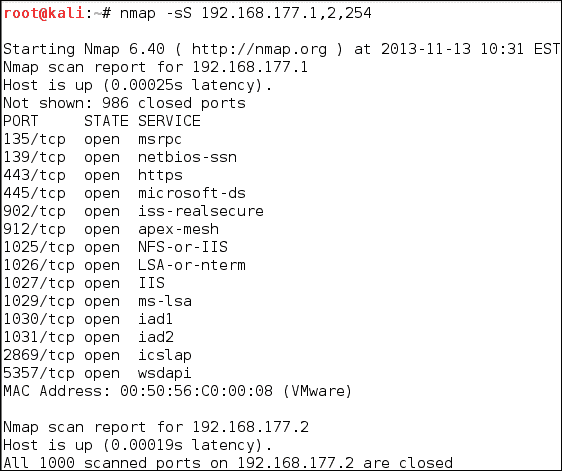 root@kali:~# nmap -sS 192.168.177.1,2,254
Starting Nmap 6.40 ( http://nmap.org ) at 2013-11-13 10:31 EST
Nmap scan report for 192.168.177.1
Host is up (0.00025s latency).
Not shown: 986 closed ports
PORT     STATE SERVICE
135/tcp  open  msrpc
139/tcp  open  netbios-ssn
443/tcp  open  https
445/tcp  open  microsoft-ds
902/tcp  open  iss-realsecure
912/tcp  open  apex-mesh
1025/tcp open  NFS-or-IIS
1026/tcp open  LSA-or-nterm
1027/tcp open  IIS
1029/tcp open  ms-lsa
1030/tcp open  iad1
1031/tcp open  iad2
2869/tcp open  icslap
5357/tcp open  wsdapi
MAC Address: 00:50:56:C0:00:08 (VMware)
Nmap scan report for 192.168.177.2
Host is up (0.00019s latency).
All 1000 scanned ports on 192.168.177.2 are closed